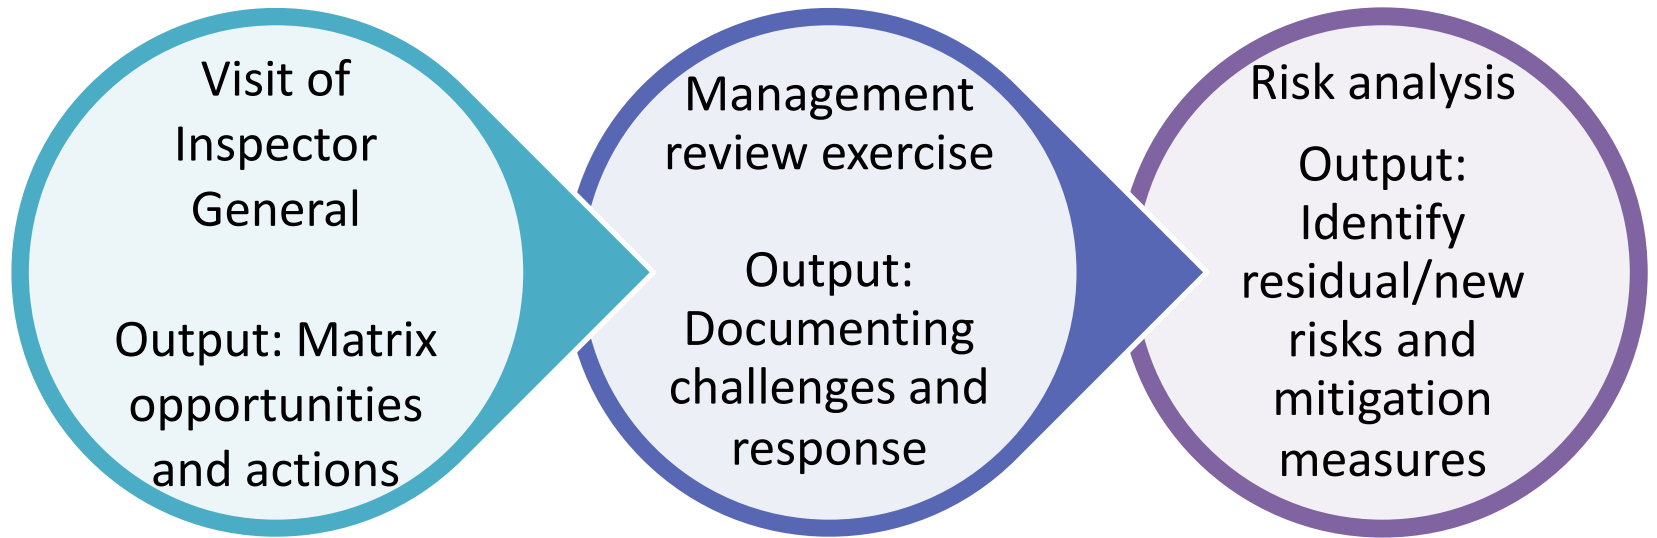 Visit of
Inspector
General
Output: Matrix
opportunities
and actions
Management
review exercise
Output:
Documenting
challenges and
response
Risk analysis
Output:
Identify
residual/new
risks and
mitigation
measures